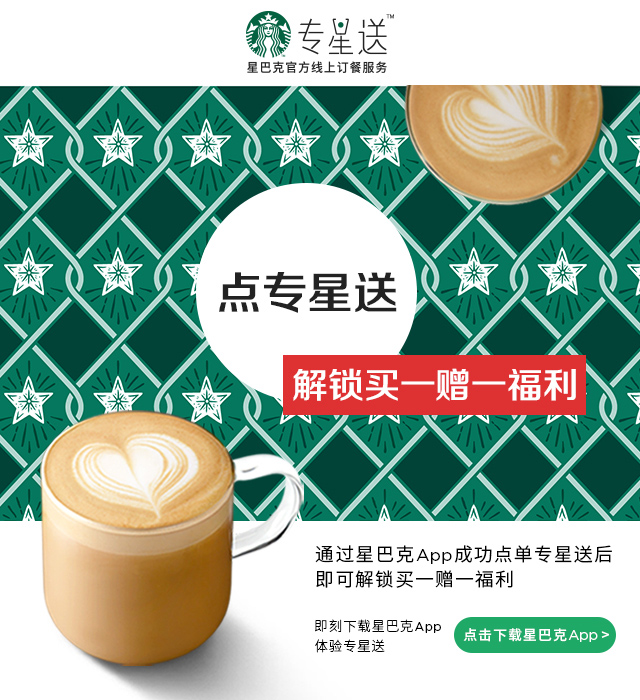 专星送™
星巴克官方线上订餐服务
点专星送
解锁买一赠一福利
通过星巴克App成功点单专星送后
即可解锁买一赠一福利
即刻下载星巴克App
体验专星送
点击下载星巴克App >